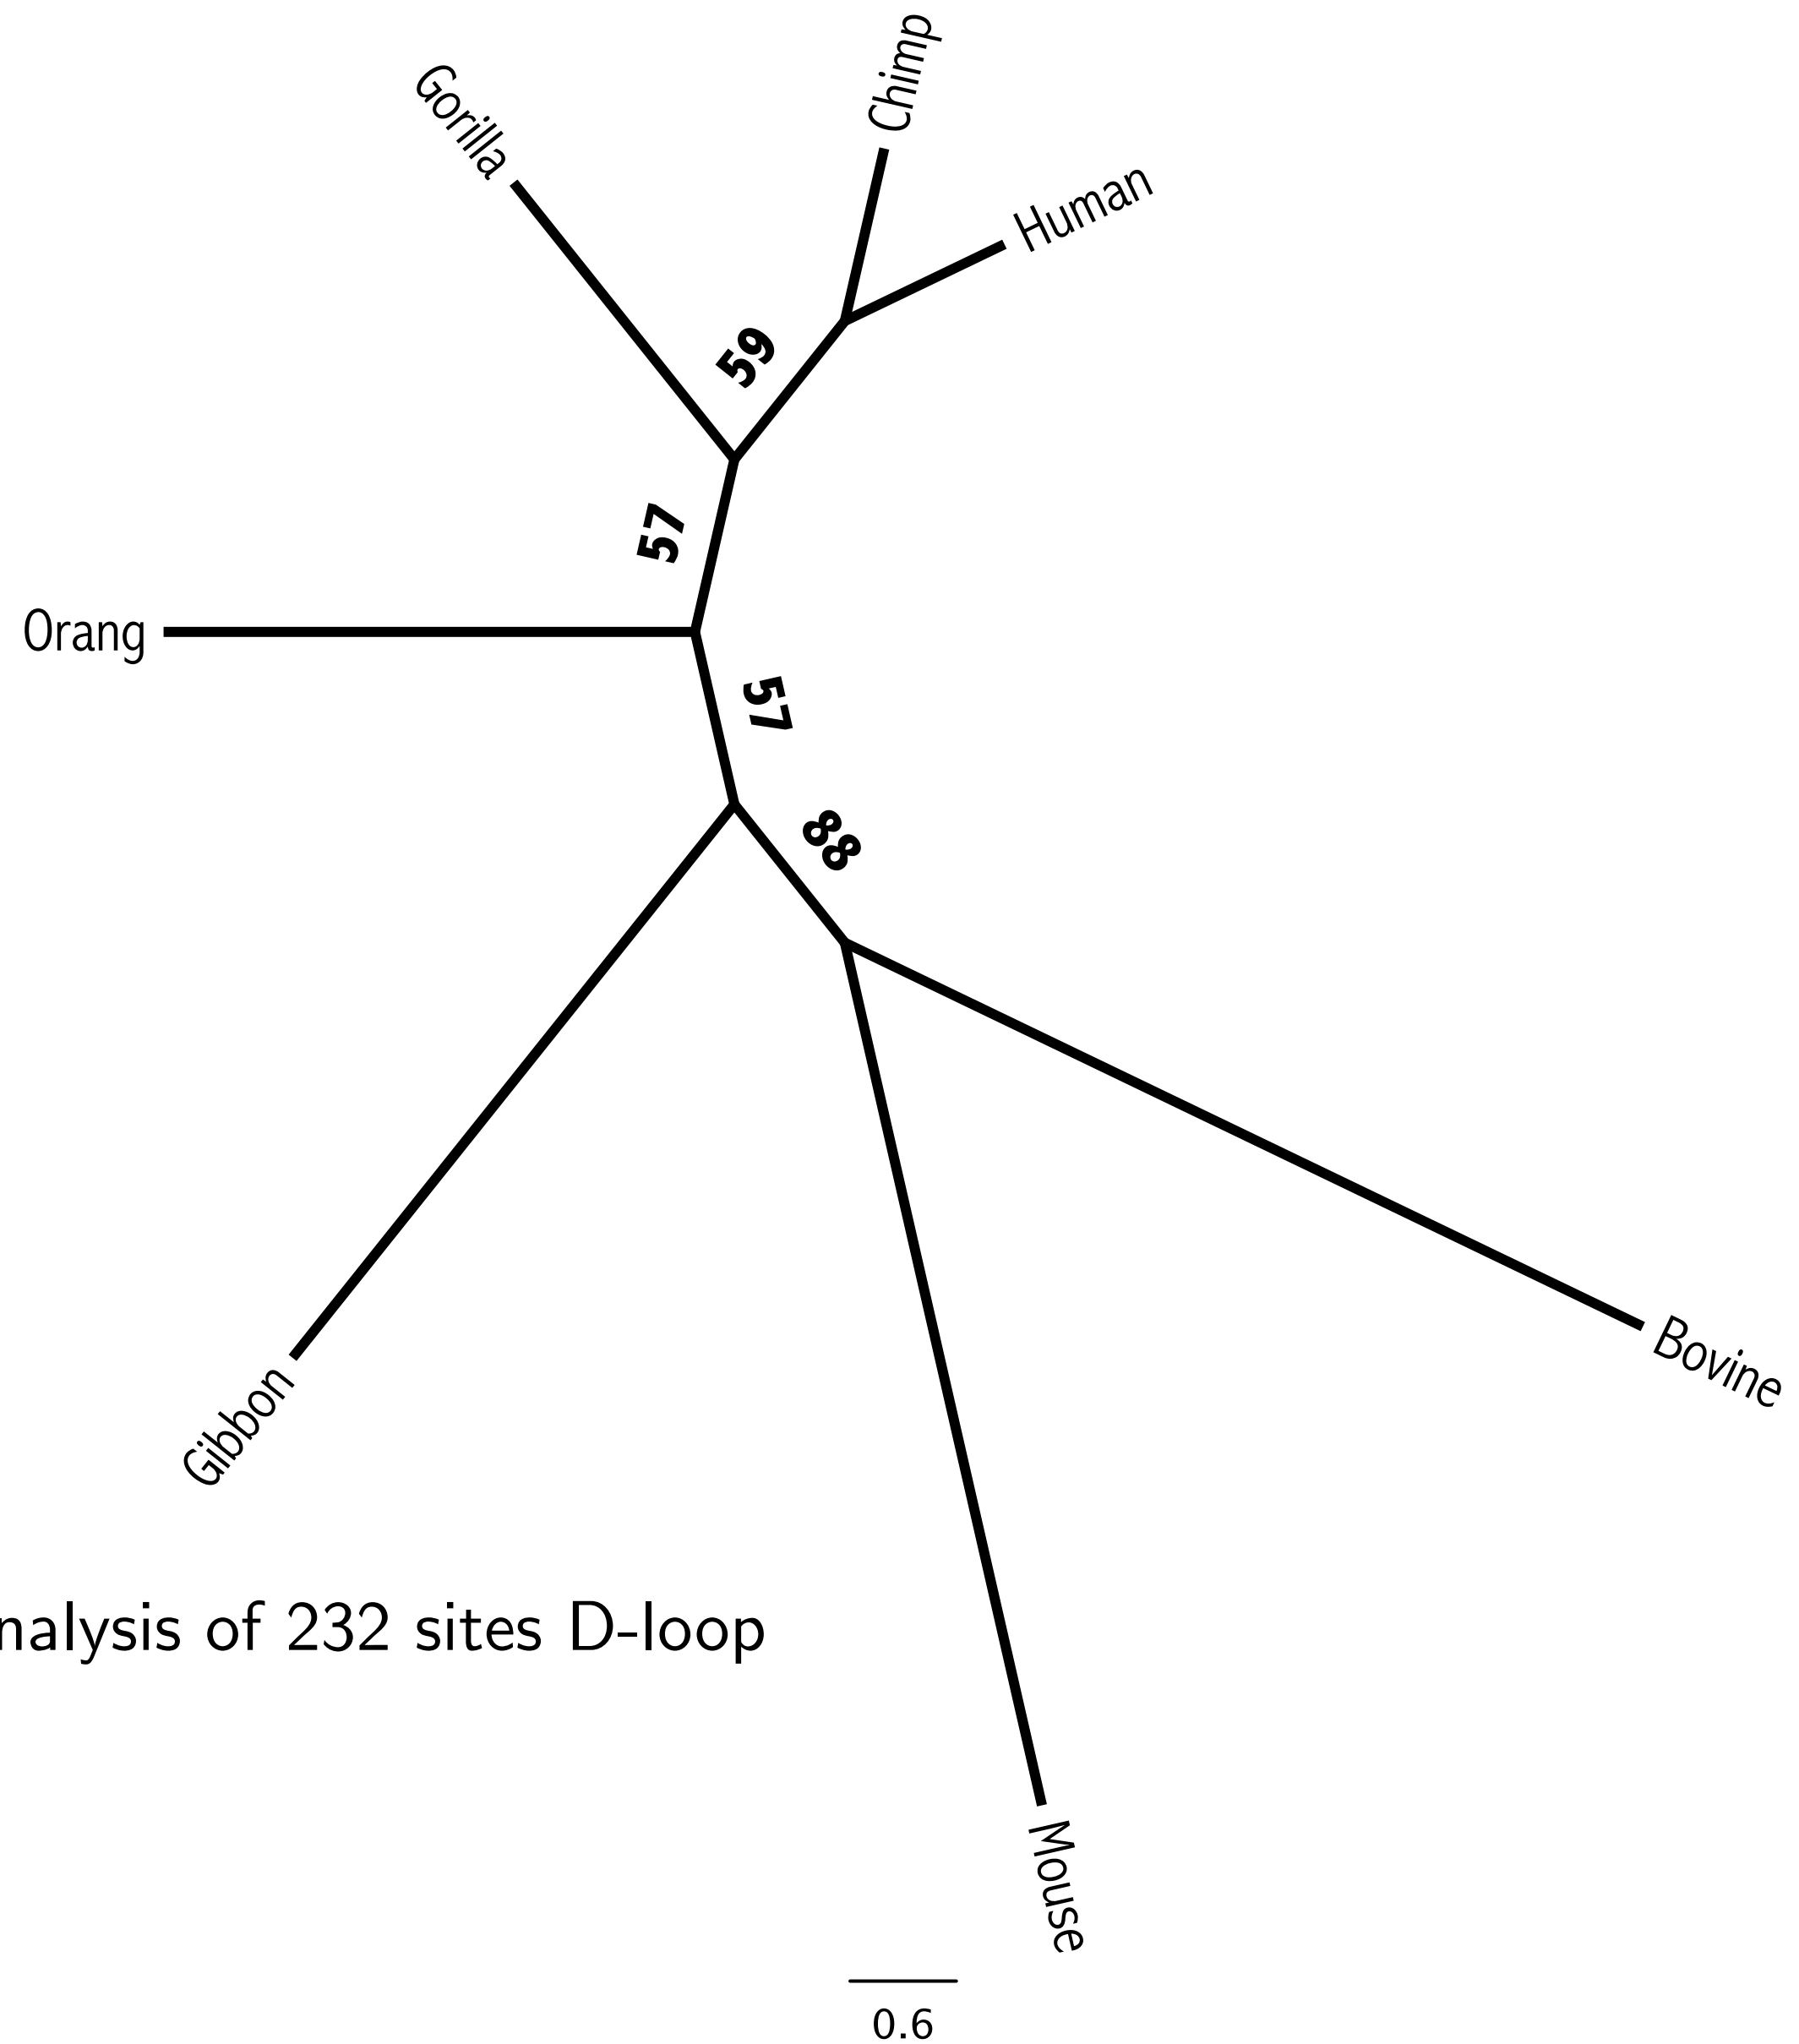 Chimp
Gorilla
Human
59
57
Orang
57
88
Bovine
Gibbon
nalysis of 232 sites D-loop
Mouse
0.6